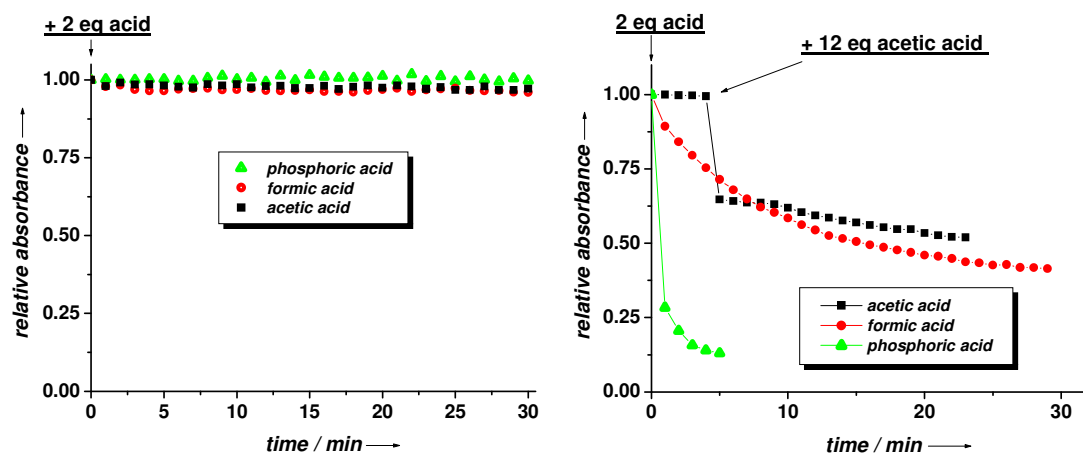 + 2 eq acid
1.00
0.75
0.50
0.25
0.00
relative absorbance
phosphoric acid
formic acid
acetic acid
0 5 10 15 20 25 30
time / min
2 eq acid
+ 12 eq acetic acid
1.00
0.75
0.50
0.25
0.00
relative absorbance
acetic acid
formic acid
phosphoric acid
0 10 20 30
time / min